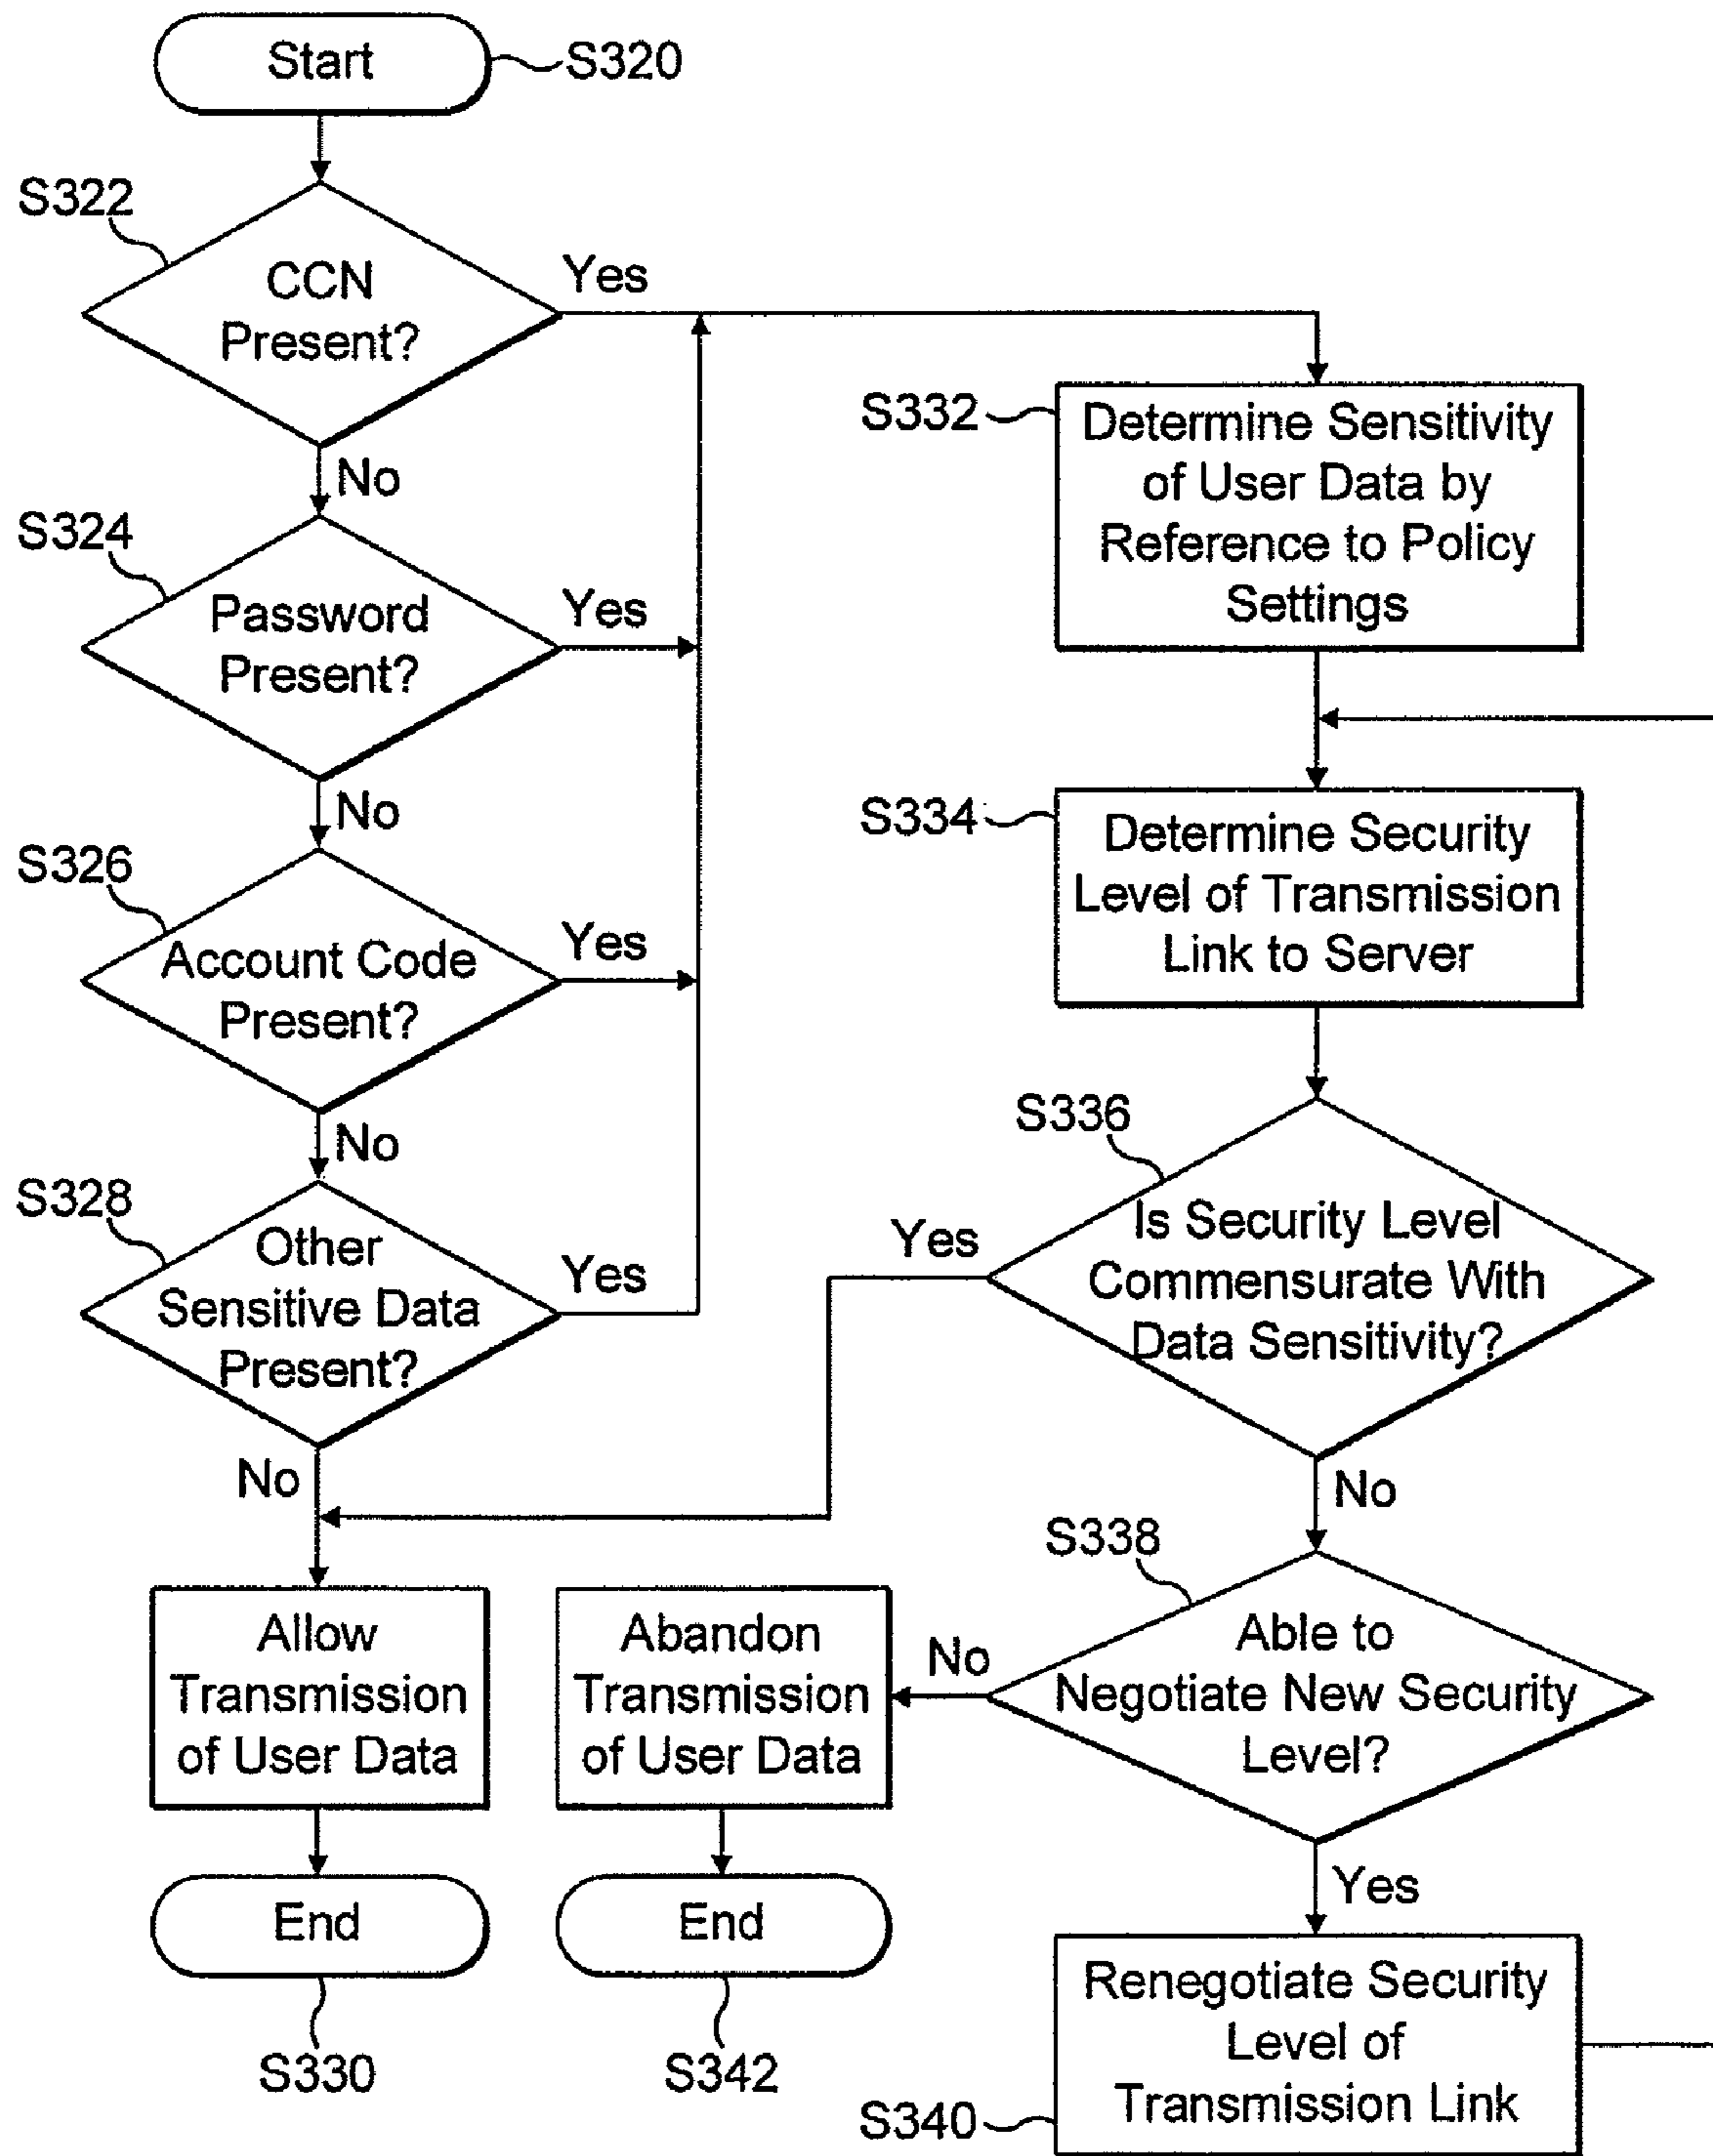 Start
S320
S322
CCN
Present?
Yes
No
S324
Password
Present?
Yes
No
S326
Account Code
Present?
Yes
No
S328
Other
Sensitive Data
Present?
Yes
No
Allow
Transmission
of User Data
End
S330
S332
Determine Sensitivity
of User Data by
Reference to Policy
Settings
S334
Determine Security
Level of Transmission
Link to Server
S336
Is Security Level
Commensurate With
Data Sensitivity?
Yes
No
S338
Able to
Negotiate New Security
Level?
No
Abandon
Transmission
of User Data
End
S342
Yes
Renegotiate Security
Level of
Transmission Link
S340